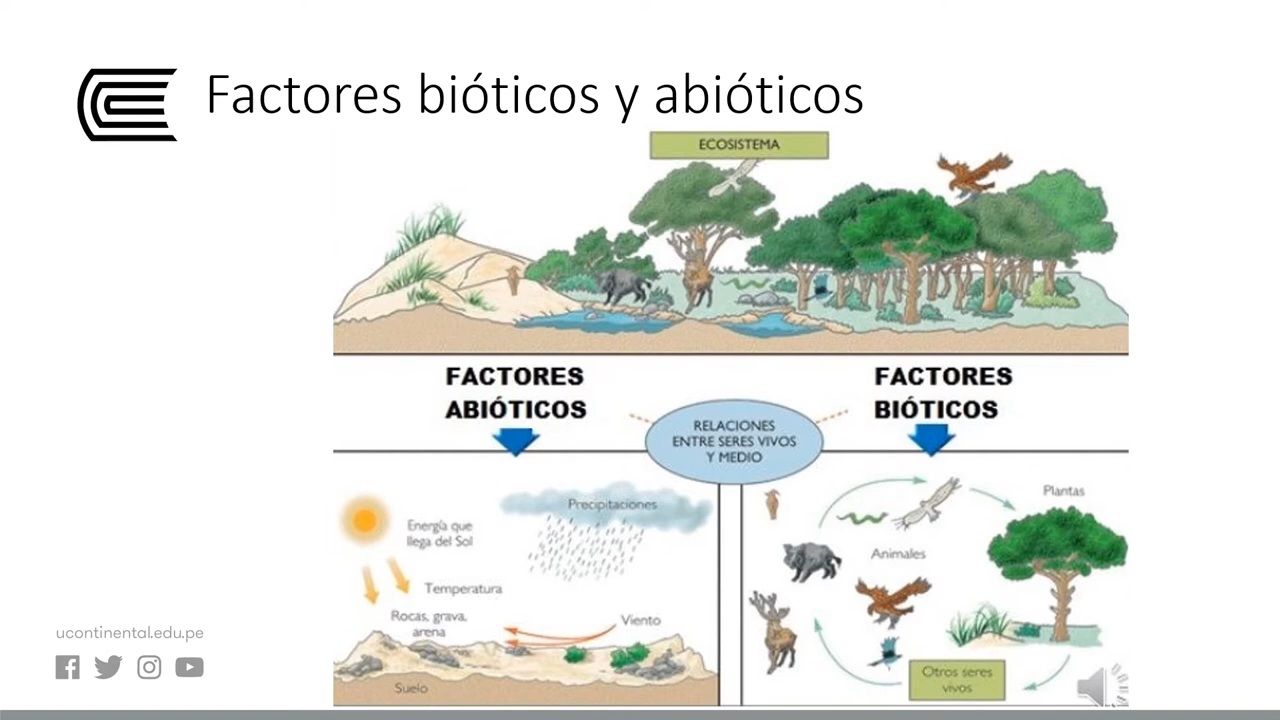 Factores bióticos y abióticos
ECOSISTEMA
FACTORES
ABIÓTICOS
FACTORES
BIÓTICOS
RELACIONES
ENTRE SERES VIVOS
Y MEDIO
Precipitaciones
Energía que
llega del Sol
Temperatura
Rocas, grava,
arena
Viento
Suelo
Plantas
Animales
Otros seres
vivos
ucontinental.edu.pe